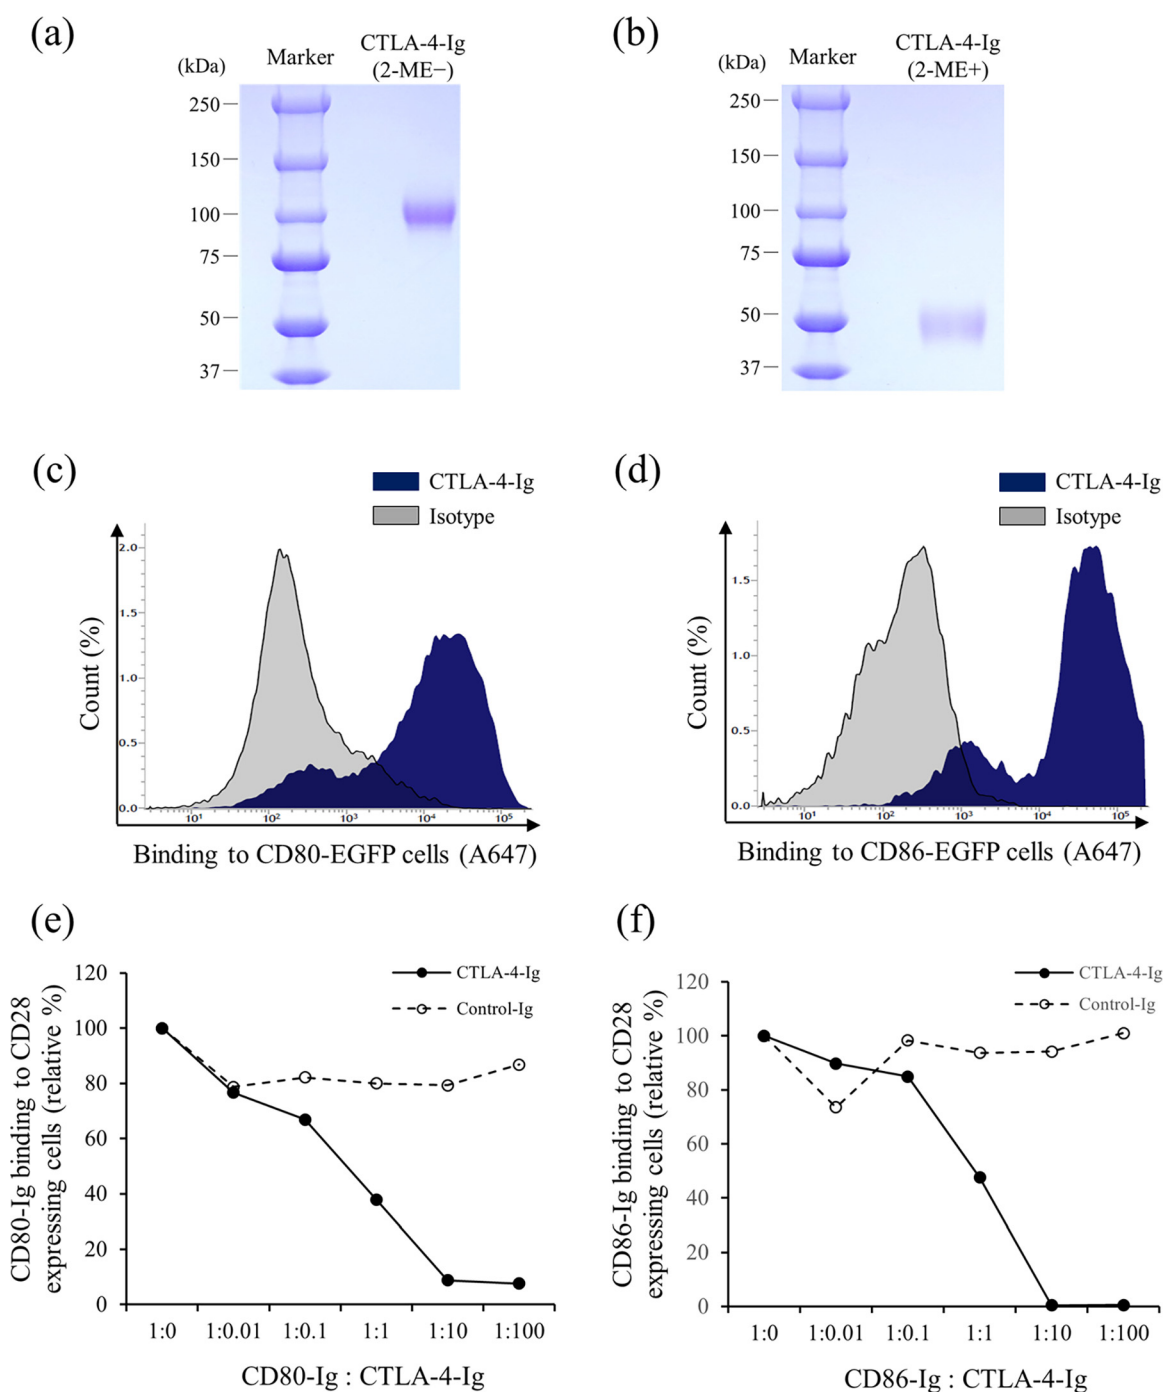 (a)
CTLA-4-Ig
(kDa) Marker (2-ME−)
250
150
100
75
50
37
(b)
CTLA-4-Ig
(kDa) Marker (2-ME+)
250
150
100
75
50
37
(c)
CTLA-4-Ig
Isotype
Count (%)
2.0
1.5
1.0
0.5
0.0
10¹ 10² 10³ 10⁴ 10⁵
Binding to CD80-EGFP cells (A647)
(d)
CTLA-4-Ig
Isotype
Count (%)
1.5
1.0
0.5
0.0
10¹ 10² 10³ 10⁴ 10⁵
Binding to CD86-EGFP cells (A647)
(e)
CTLA-4-Ig
Control-Ig
CD80-Ig binding to CD28
expressing cells (relative %)
120
100
80
60
40
20
0
1:0 1:0.01 1:0.1 1:1 1:10 1:100
CD80-Ig : CTLA-4-Ig
(f)
CTLA-4-Ig
Control-Ig
CD86-Ig binding to CD28
expressing cells (relative %)
120
100
80
60
40
20
0
1:0 1:0.01 1:0.1 1:1 1:10 1:100
CD86-Ig : CTLA-4-Ig